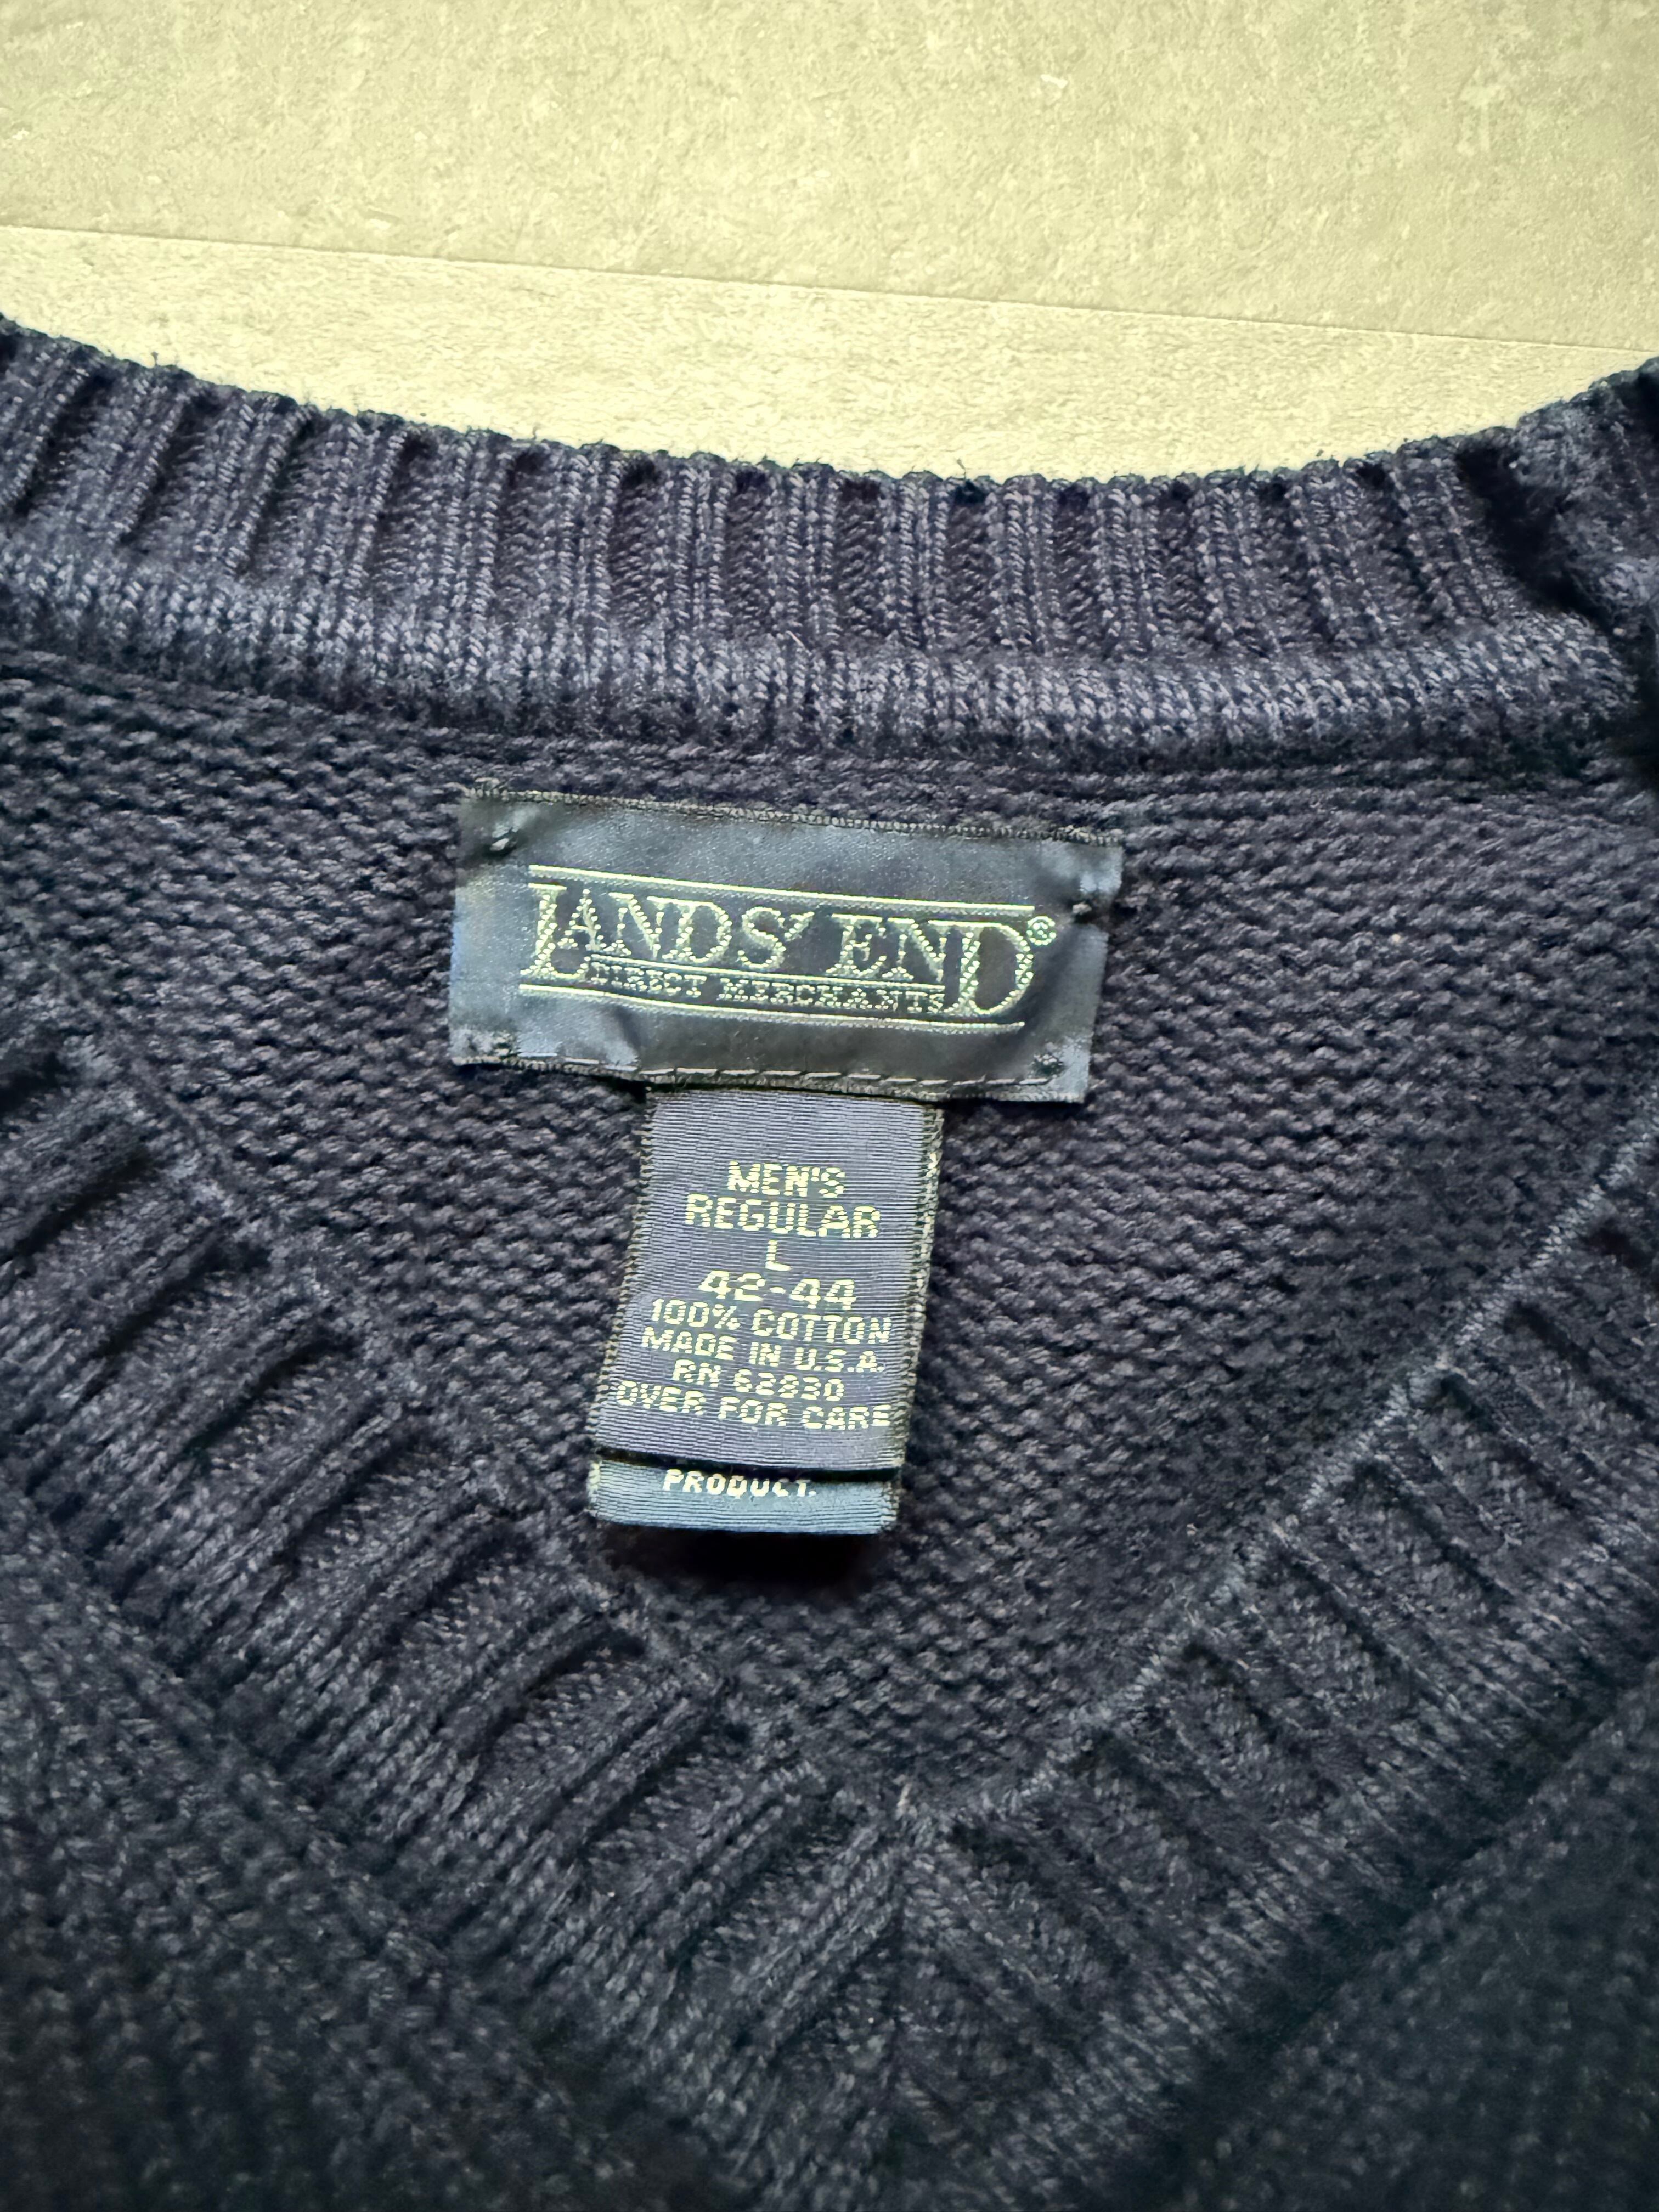 LANDS' END®
DIRECT MERCHANTS
MEN'S
REGULAR
L
42-44
100% COTTON
MADE IN U.S.A.
RN 62830
OVER FOR CARE
PRODUCT.